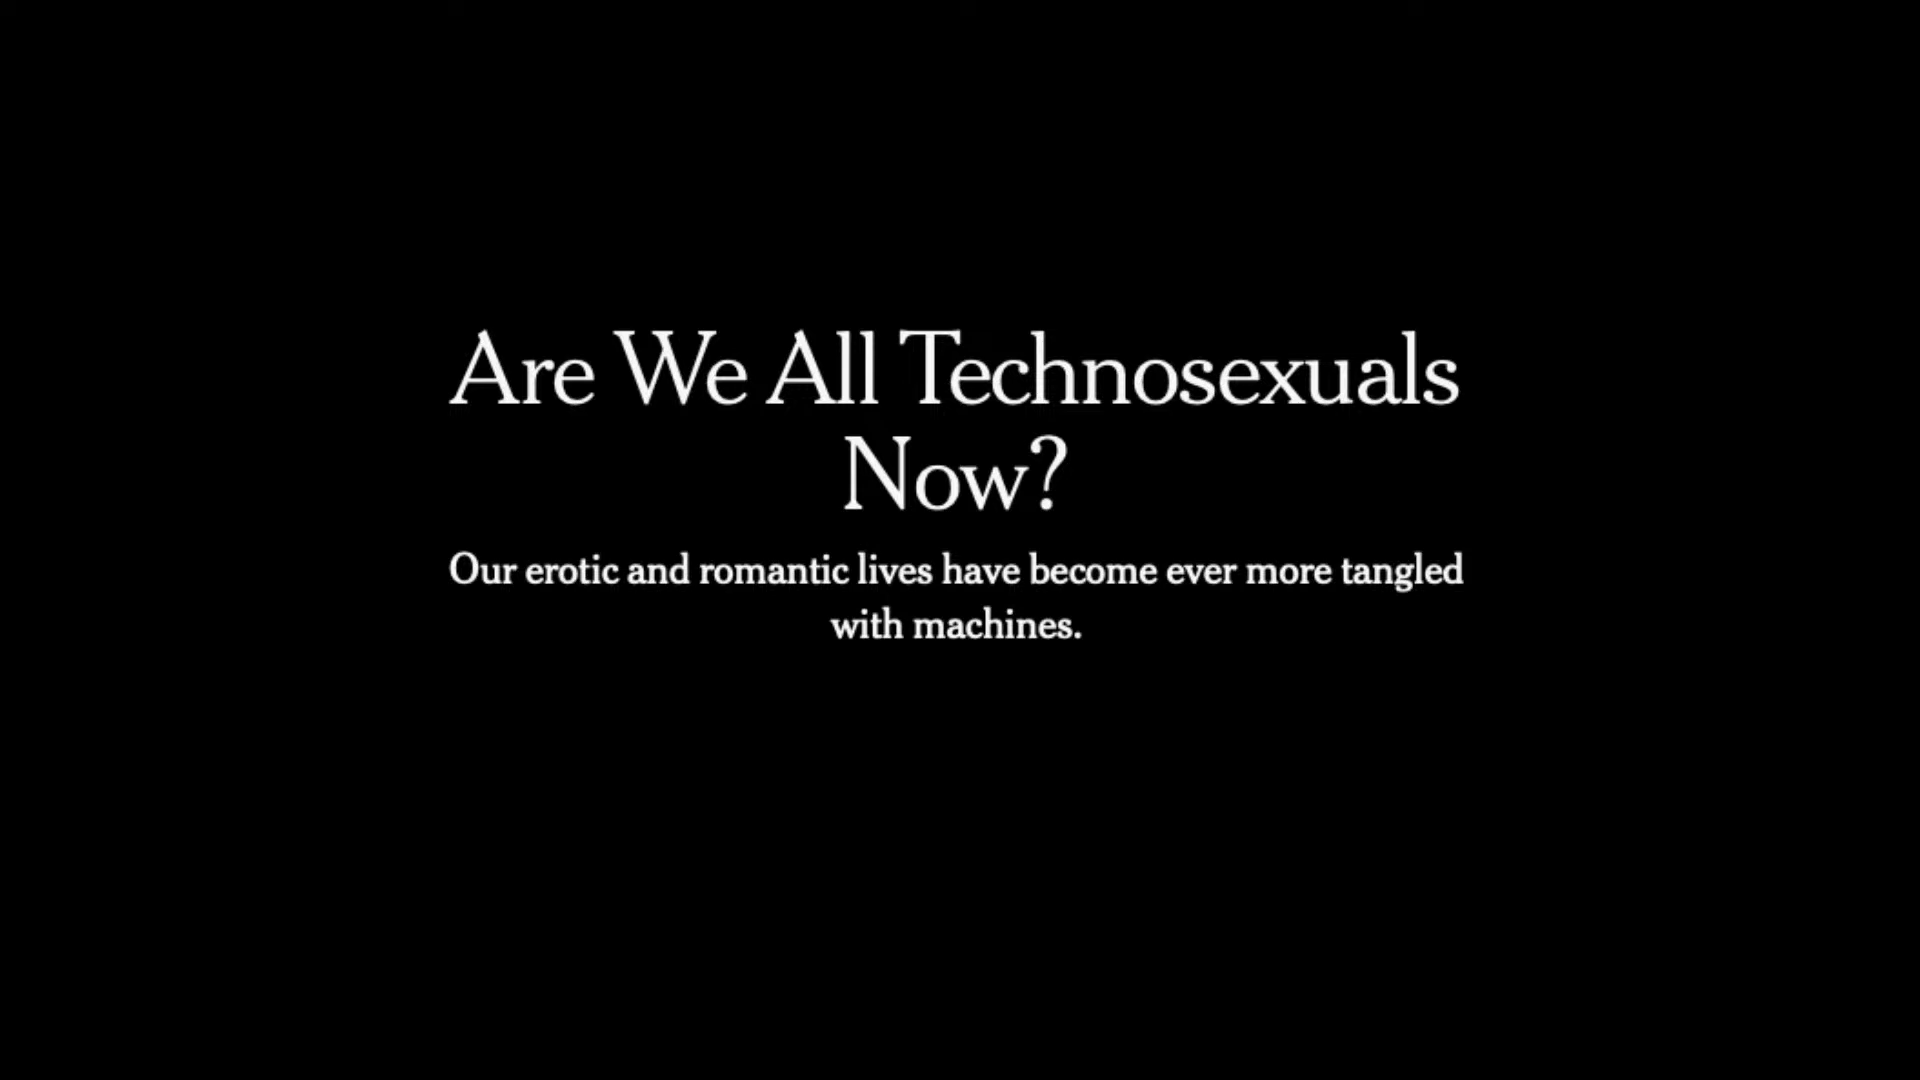 Are We All Technosexuals
Now?
Our erotic and romantic lives have become ever more tangled
with machines.